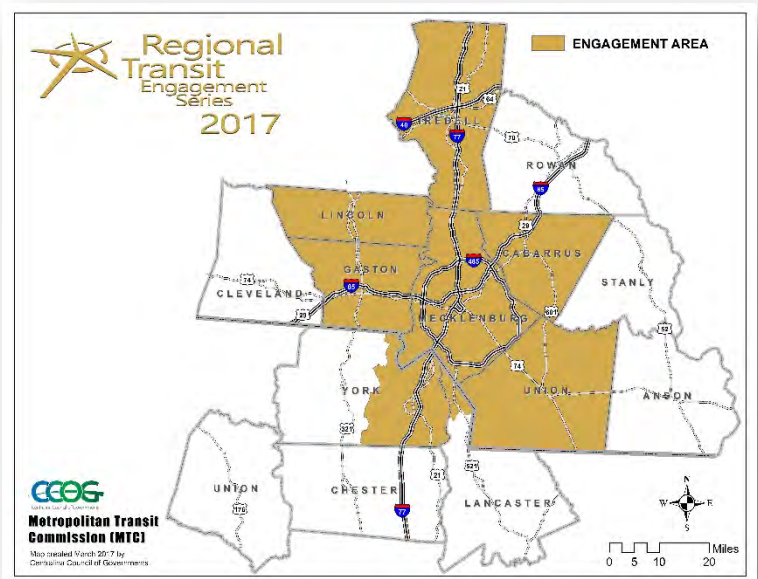 Regional
Transit
Engagement
Series
2017
ENGAGEMENT AREA
21
64
40
IREDELL
77
70
ROWAN
85
LINCOLN
29
485
CABARRUS
GASTON
STANLY
74
85
CLEVELAND
29
MECKLENBURG
601
52
74
YORK
UNION
ANSON
321
21
521
UNION
CHESTER
LANCASTER
176
77
CCOG
Metropolitan Transit
Commission (MTC)
Map created March 2017 by
Centralina Council of Governments
N
W
E
S
Miles
0 5 10 20